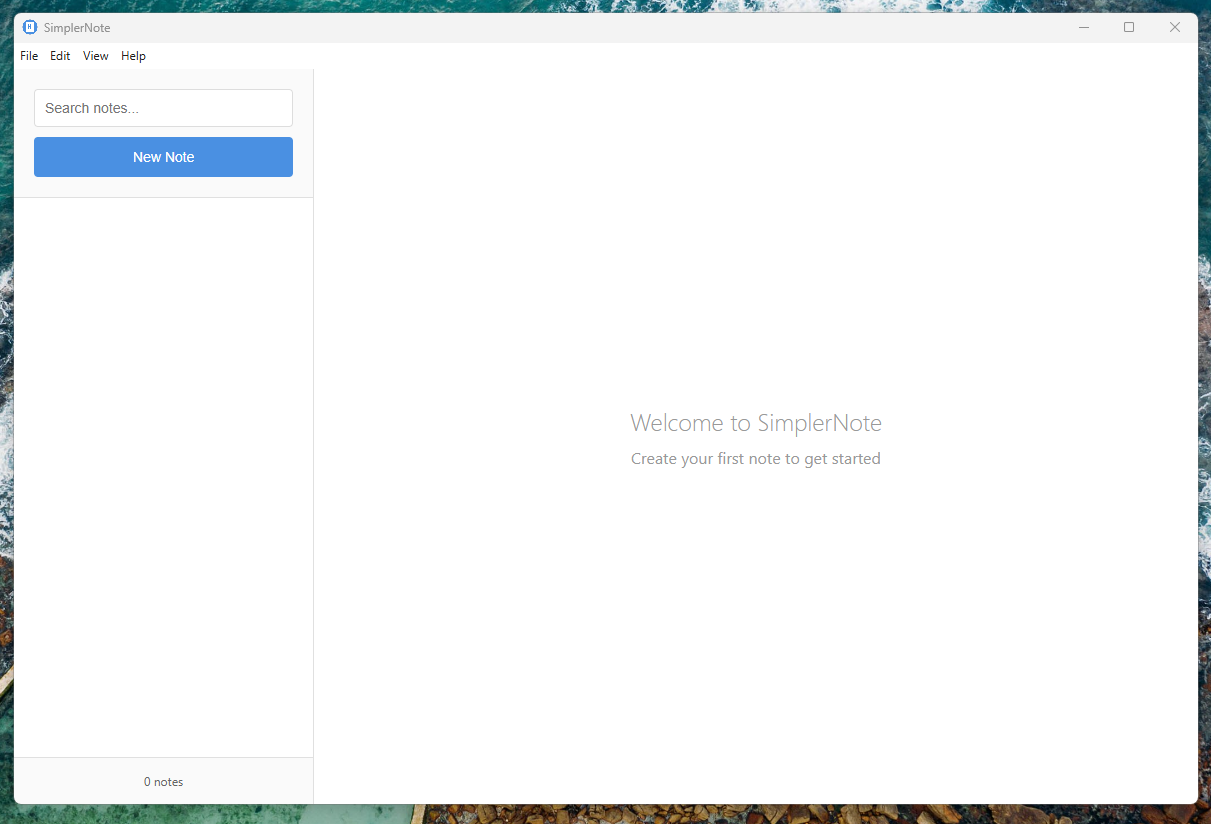 SimplerNote
File Edit View Help
Search notes...
New Note
Welcome to SimplerNote
Create your first note to get started
0 notes